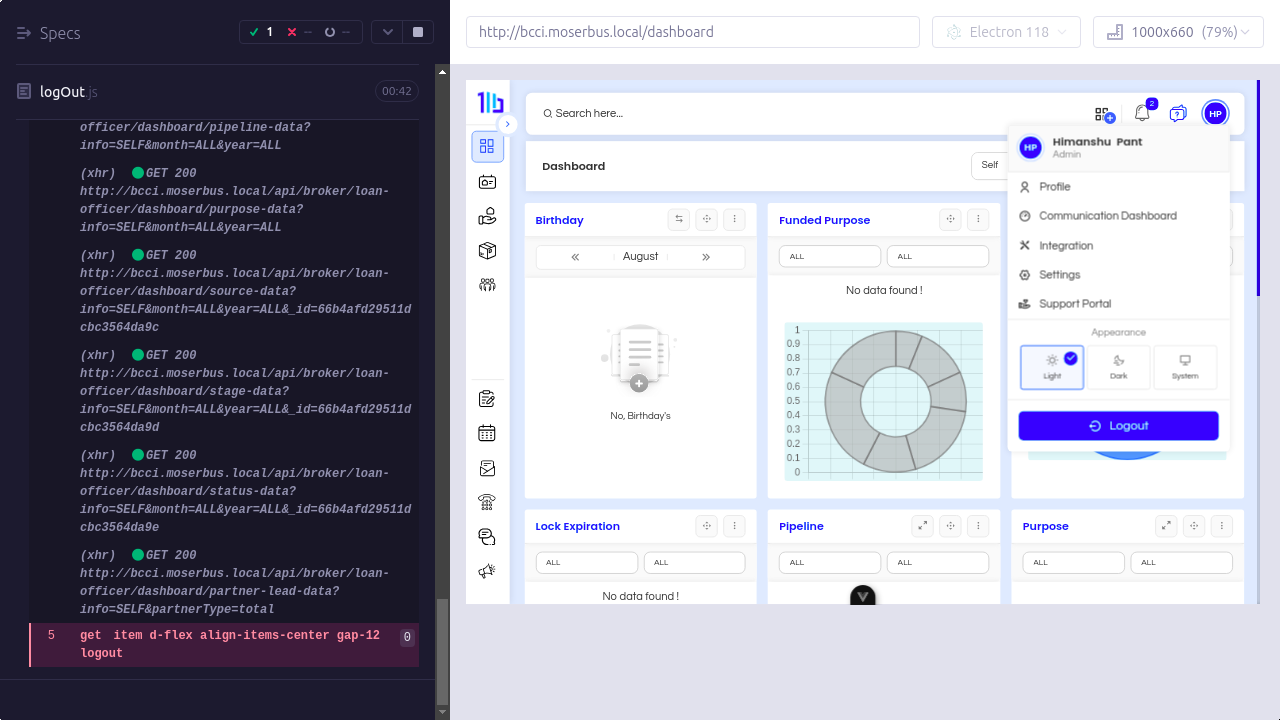 Specs
1
--
--
http://bcci.moserbus.local/dashboard
Electron 118
1000x660 (79%)
logOut.js
00:42
officer/dashboard/pipeline-data?
info=SELF&month=ALL&year=ALL
(xhr) GET 200
http://bcci.moserbus.local/api/broker/loan-
officer/dashboard/purpose-data?
info=SELF&month=ALL&year=ALL
(xhr) GET 200
http://bcci.moserbus.local/api/broker/loan-
officer/dashboard/source-data?
info=SELF&month=ALL&year=ALL&_id=66b4afd29511d
cbc3564da9c
(xhr) GET 200
http://bcci.moserbus.local/api/broker/loan-
officer/dashboard/stage-data?
info=SELF&month=ALL&year=ALL&_id=66b4afd29511d
cbc3564da9d
(xhr) GET 200
http://bcci.moserbus.local/api/broker/loan-
officer/dashboard/status-data?
info=SELF&month=ALL&year=ALL&_id=66b4afd29511d
cbc3564da9e
(xhr) GET 200
http://bcci.moserbus.local/api/broker/loan-
officer/dashboard/partner-lead-data?
info=SELF&partnerType=total
5 get item d-flex align-items-center gap-12 0
logout
Search here...
2
HP
Dashboard
Self
HP
Himanshu Pant
Admin
Profile
Communication Dashboard
Integration
Settings
Support Portal
Appearance
Light
Dark
System
Logout
Birthday
August
No, Birthday's
Funded Purpose
ALL
ALL
No data found !
1
0.9
0.8
0.7
0.6
0.5
0.4
0.3
0.2
0.1
0
Lock Expiration
ALL
ALL
No data found !
Pipeline
ALL
ALL
Purpose
ALL
ALL